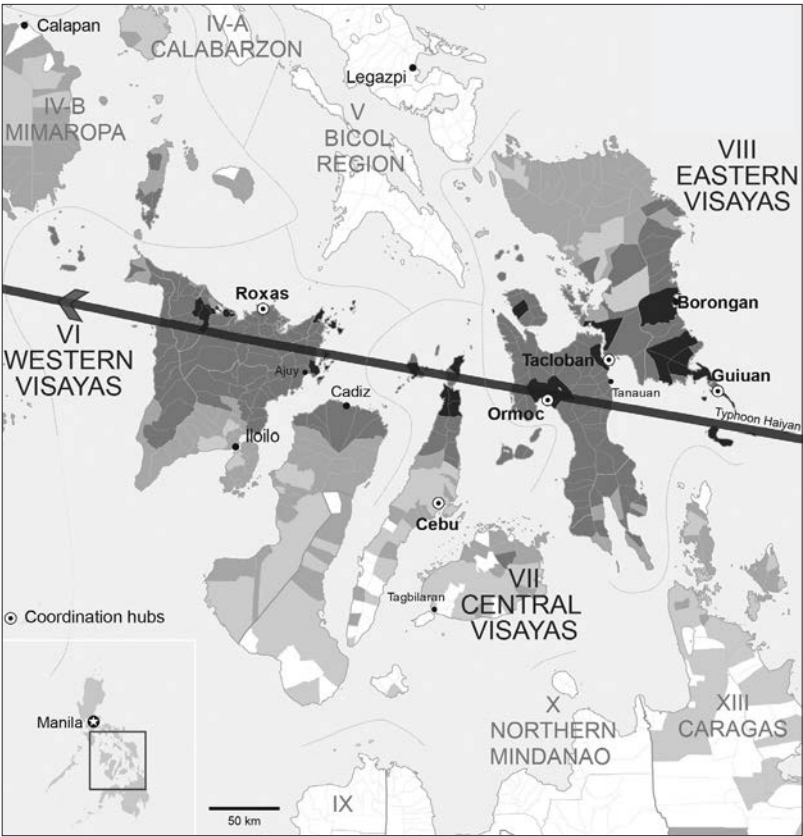 Calapan
IV-A
CALABARZON
Legazpi
IV-B
MIMAROPA
V
BICOL
REGION
VIII
EASTERN
VISAYAS
Roxas
Borongan
VI
WESTERN
VISAYAS
Ajuy
Tacloban
Guiuan
Cadiz
Tanauan
Ormoc
Typhoon Haiyan
Iloilo
Cebu
VII
CENTRAL
VISAYAS
Tagbilaran
Coordination hubs
X
NORTHERN
MINDANAO
XIII
CARAGAS
Manila
IX
50 km